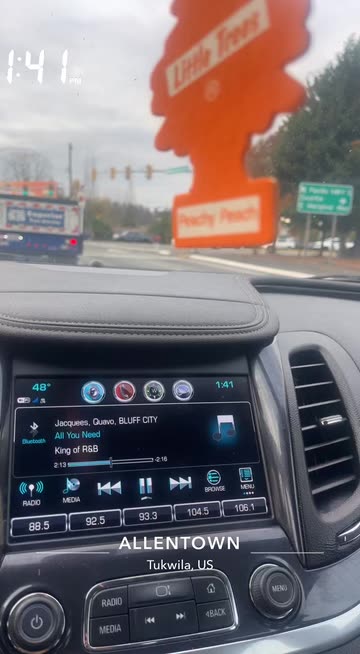 1:41
PM
Little Trees
Peachy Peach
48°
1:41
Jacquees, Quavo, BLUFF CITY
All You Need
King of R&B
Bluetooth
2:13
-2:16
RADIO
MEDIA
BROWSE
MENU
88.5
92.5
93.3
104.5
106.1
ALLENTOWN
Tukwila, US
RADIO
MEDIA
BACK
MENU